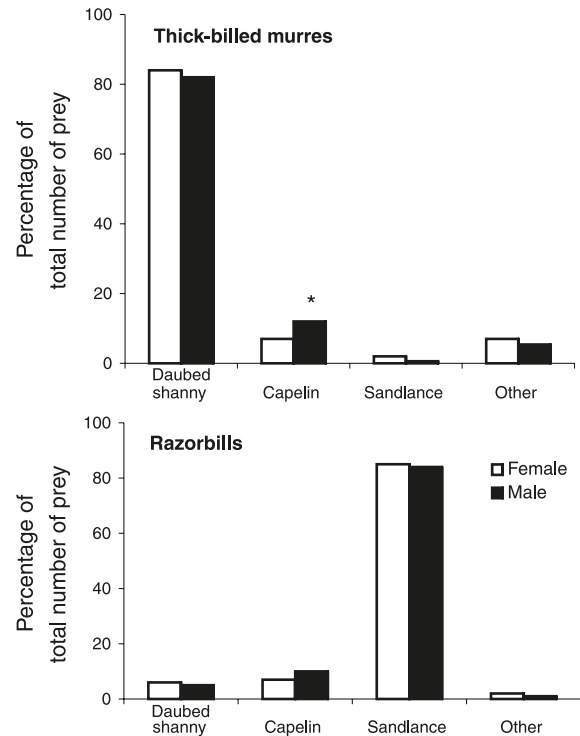 Thick-billed murres
Percentage of
total number of prey
100
80
60
40
20
0
*
Daubed
shanny
Capelin
Sandlance
Other
Razorbills
Percentage of
total number of prey
100
80
60
40
20
0
Female
Male
Daubed
shanny
Capelin
Sandlance
Other